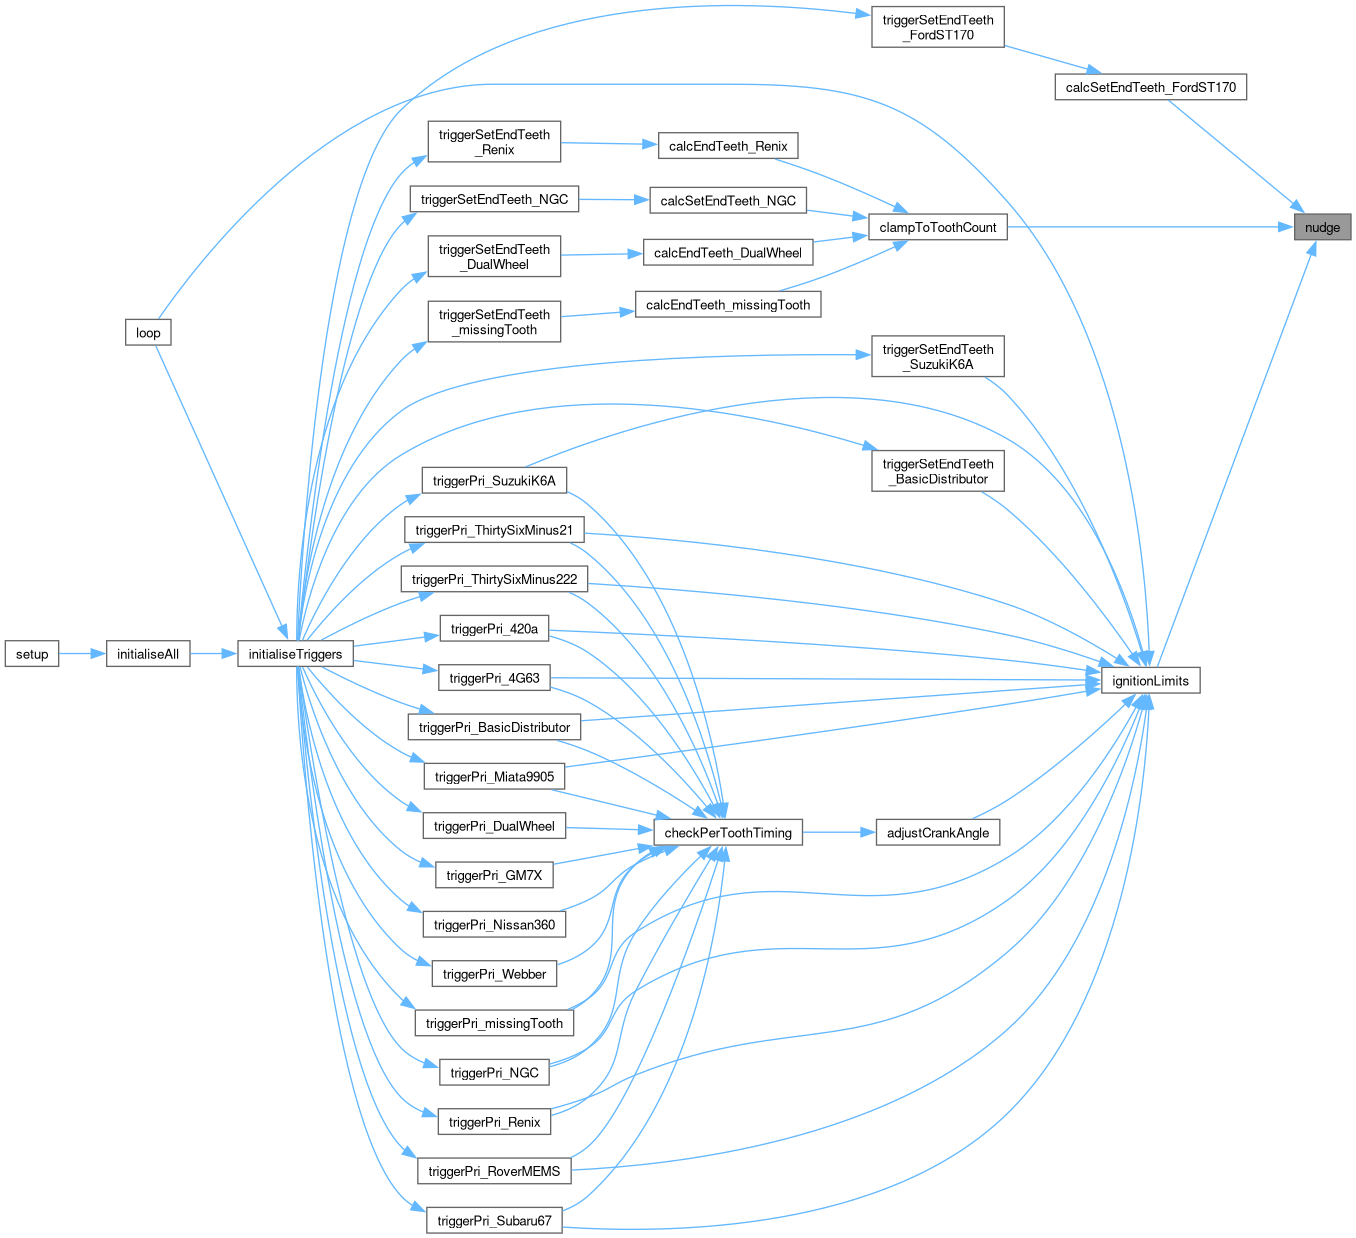 triggerSetEndTeeth
_FordST170
calcSetEndTeeth_FordST170
triggerSetEndTeeth
_Renix
calcEndTeeth_Renix
triggerSetEndTeeth_NGC
calcSetEndTeeth_NGC
clampToToothCount
nudge
triggerSetEndTeeth
_DualWheel
calcEndTeeth_DualWheel
triggerSetEndTeeth
_missingTooth
calcEndTeeth_missingTooth
loop
triggerSetEndTeeth
_SuzukiK6A
triggerSetEndTeeth
_BasicDistributor
triggerPri_SuzukiK6A
triggerPri_ThirtySixMinus21
triggerPri_ThirtySixMinus222
triggerPri_420a
setup
initialiseAll
initialiseTriggers
triggerPri_4G63
ignitionLimits
triggerPri_BasicDistributor
triggerPri_Miata9905
triggerPri_DualWheel
checkPerToothTiming
adjustCrankAngle
triggerPri_GM7X
triggerPri_Nissan360
triggerPri_Webber
triggerPri_missingTooth
triggerPri_NGC
triggerPri_Renix
triggerPri_RoverMEMS
triggerPri_Subaru67